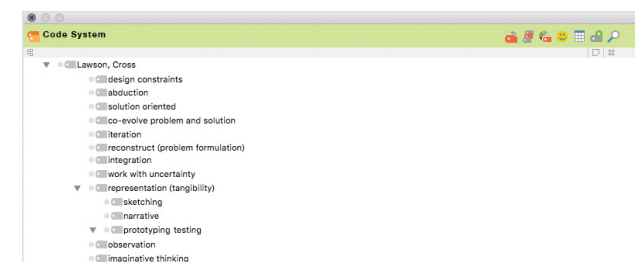 Code System
#
Lawson, Cross
design constraints
abduction
solution oriented
co-evolve problem and solution
iteration
reconstruct (problem formulation)
integration
work with uncertainty
representation (tangibility)
sketching
narrative
prototyping testing
observation
imaginative thinking